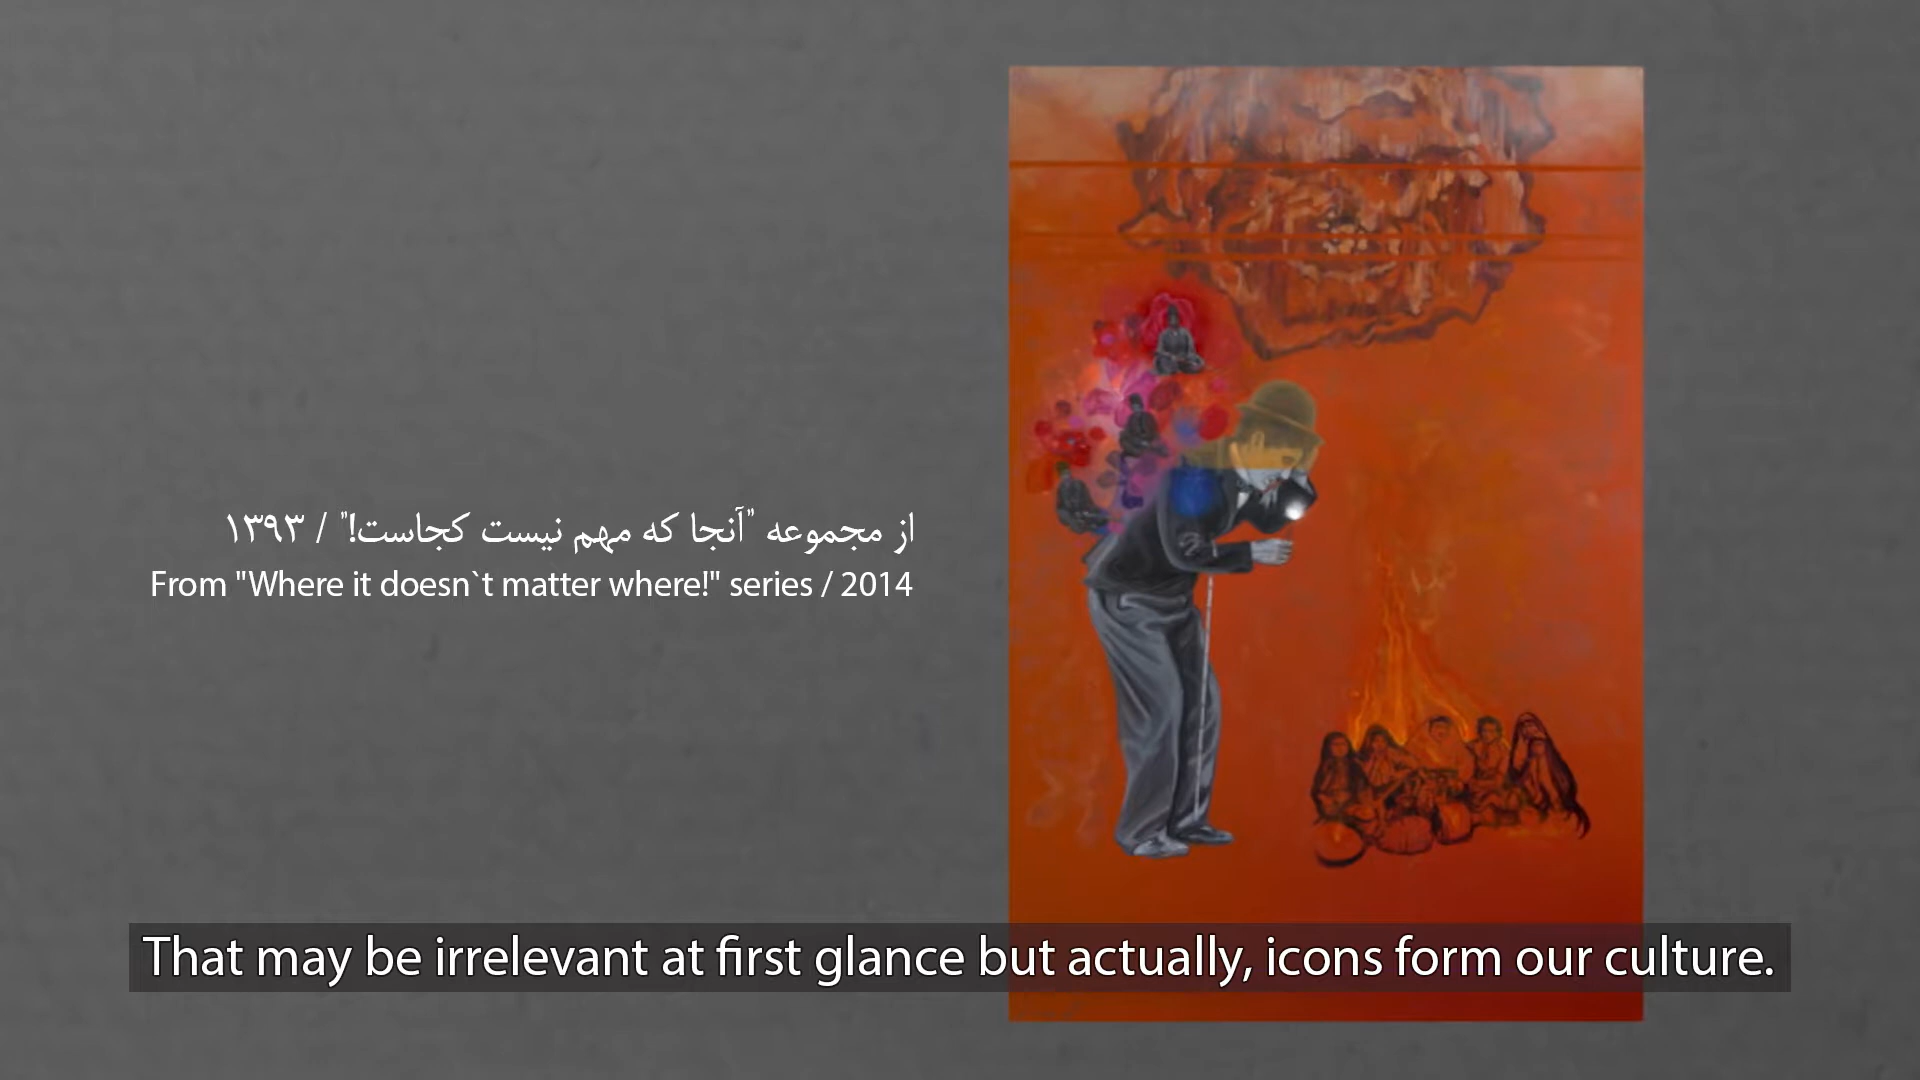 از مجموعه "آنجا که مهم نیست کجاست!" / ۱۳۹۳
From "Where it doesn`t matter where!" series / 2014
That may be irrelevant at first glance but actually, icons form our culture.